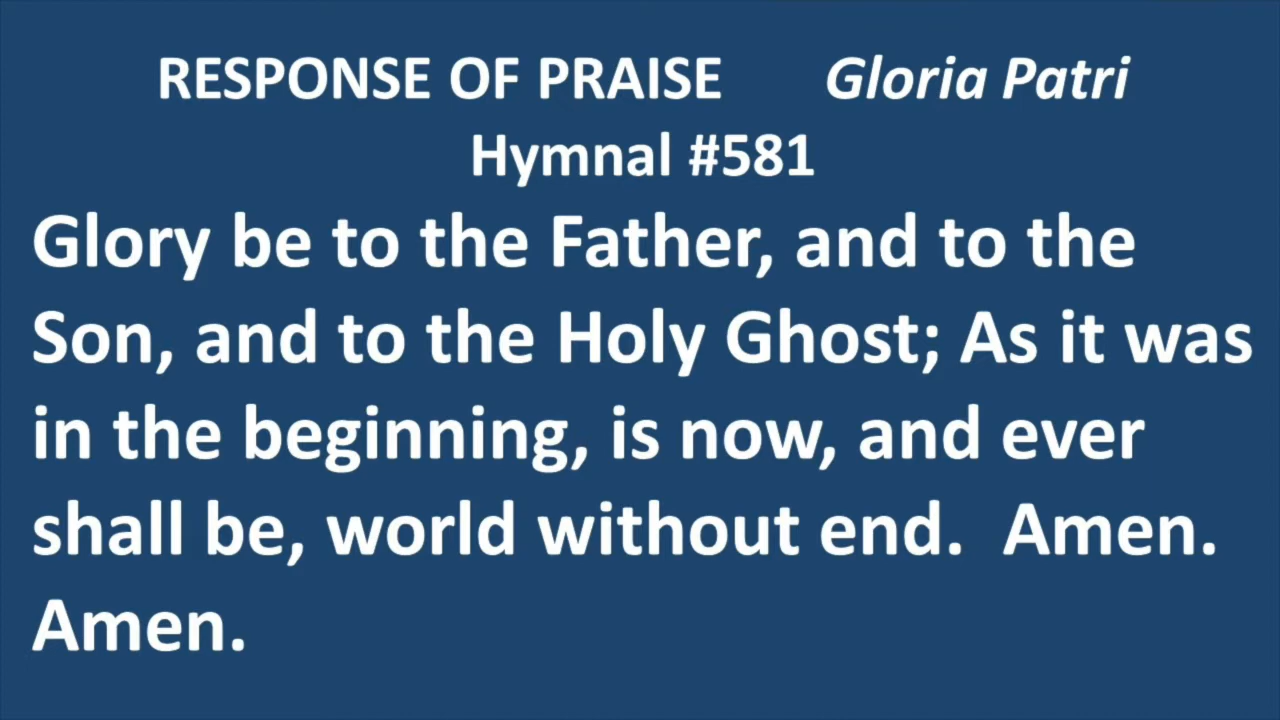 RESPONSE OF PRAISE Gloria Patri
Hymnal #581
Glory be to the Father, and to the
Son, and to the Holy Ghost; As it was
in the beginning, is now, and ever
shall be, world without end. Amen.
Amen.